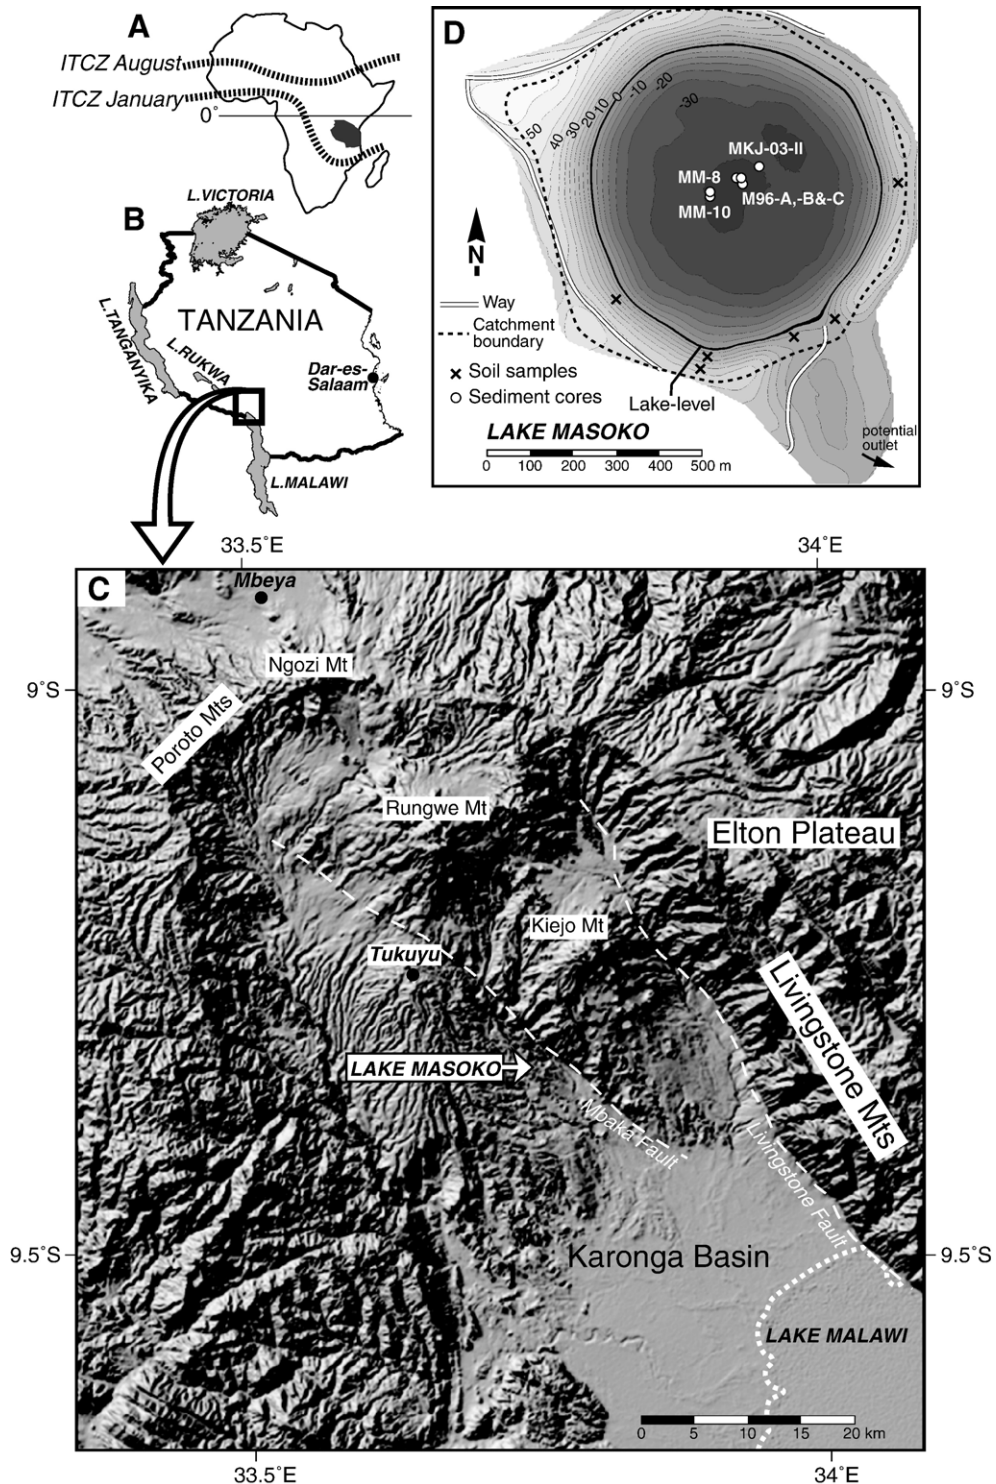 A
ITCZ August
ITCZ January
0°
B
L.VICTORIA
TANZANIA
L.TANGANYIKA
L.RUKWA
Dar-es-
Salaam
L.MALAWI
D
50
40
30
20
10
0
-10
-20
-30
MKJ-03-II
MM-8
M96-A,-B&-C
MM-10
N
Way
Catchment
boundary
Soil samples
Sediment cores
Lake-level
LAKE MASOKO
0 100 200 300 400 500 m
potential
outlet
33.5°E
34°E
C
Mbeya
Ngozi Mt
9°S
9°S
Poroto Mts
Rungwe Mt
Elton Plateau
Kiejo Mt
Tukuyu
Livingstone Mts
LAKE MASOKO
Mbaka Fault
Livingstone Fault
9.5°S
9.5°S
Karonga Basin
LAKE MALAWI
0 5 10 15 20 km
33.5°E
34°E